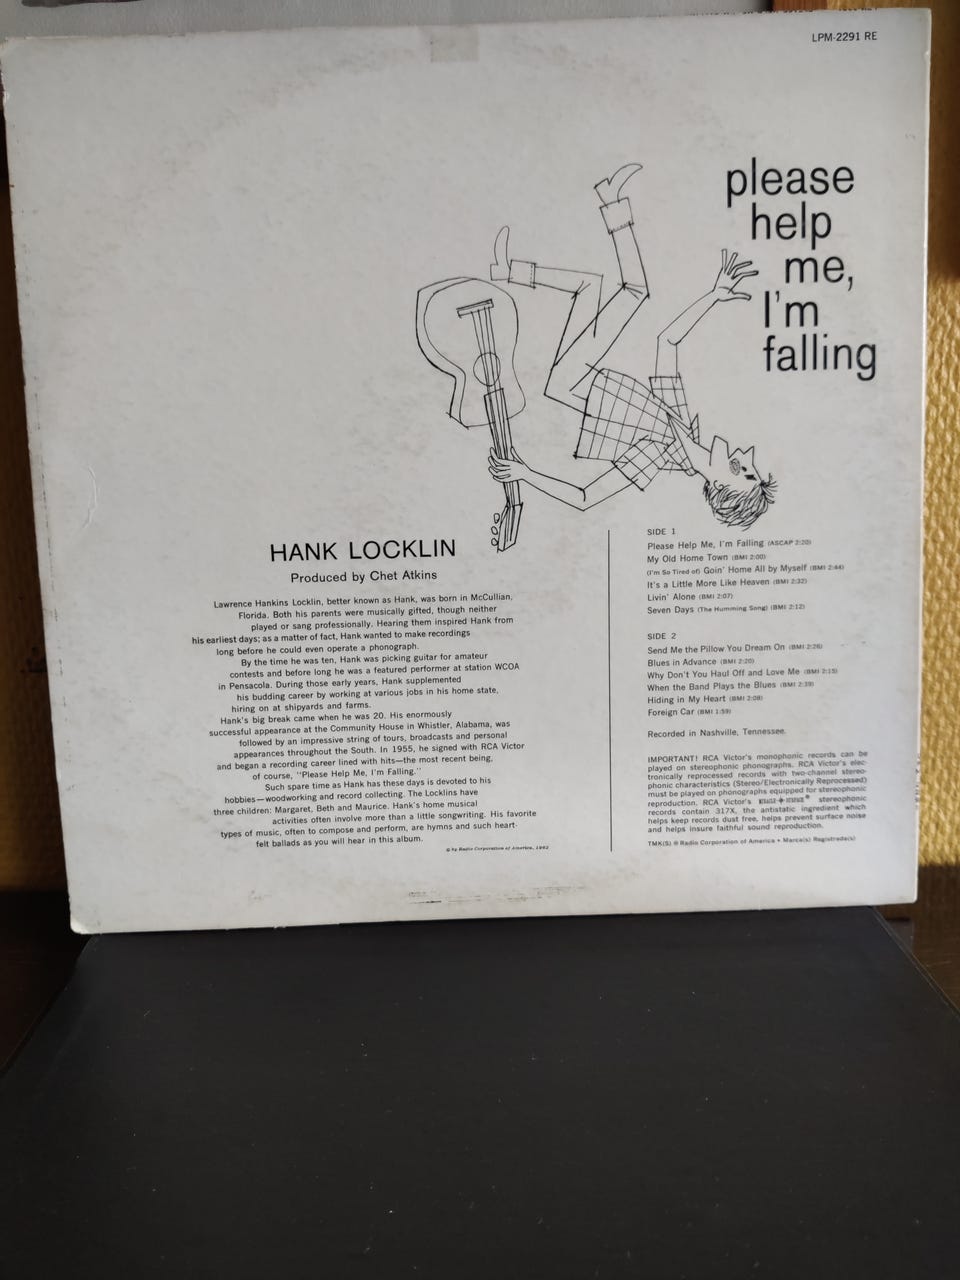 LPM-2291 RE
please
help
me,
I'm
falling
HANK LOCKLIN
Produced by Chet Atkins
Lawrence Hankins Locklin, better known as Hank, was born in McCullian,
Florida. Both his parents were musically gifted, though neither
played or sang professionally. Hearing them inspired Hank from
his earliest days; as a matter of fact, Hank wanted to make recordings
long before he could even operate a phonograph.
By the time he was ten, Hank was picking guitar for amateur
contests and before long he was a featured performer at station WCOA
in Pensacola. During those early years, Hank supplemented
his budding career by working at various jobs in his home state,
hiring on at shipyards and farms.
Hank's big break came when he was 20. His enormously
successful appearance at the Community House in Whistler, Alabama, was
followed by an impressive string of tours, broadcasts and personal
appearances throughout the South. In 1955, he signed with RCA Victor
and began a recording career lined with hits—the most recent being,
of course, "Please Help Me, I'm Falling."
Such spare time as Hank has these days is devoted to his
hobbies—woodworking and record collecting. The Locklins have
three children: Margaret, Beth and Maurice. Hank's home musical
activities often involve more than a little songwriting. His favorite
types of music, often to compose and perform, are hymns and such heart-
felt ballads as you will hear in this album.
© by Radio Corporation of America, 1962
SIDE 1
Please Help Me, I'm Falling (ASCAP 2:20)
My Old Home Town (BMI 2:00)
(I'm So Tired of) Goin' Home All by Myself (BMI 2:44)
It's a Little More Like Heaven (BMI 2:32)
Livin' Alone (BMI 2:07)
Seven Days (The Humming Song) (BMI 2:12)
SIDE 2
Send Me the Pillow You Dream On (BMI 2:26)
Blues in Advance (BMI 2:20)
Why Don't You Haul Off and Love Me (BMI 2:15)
When the Band Plays the Blues (BMI 2:39)
Hiding in My Heart (BMI 2:08)
Foreign Car (BMI 1:59)
Recorded in Nashville, Tennessee.
IMPORTANT! RCA Victor's monophonic records can be
played on stereophonic phonographs. RCA Victor's elec-
tronically reprocessed records with two-channel stereo-
phonic characteristics (Stereo/Electronically Reprocessed)
must be played on phonographs equipped for stereophonic
reproduction. RCA Victor's stereophonic
records contain 317X, the antistatic ingredient which
helps keep records dust free, helps prevent surface noise
and helps insure faithful sound reproduction.
TMK(S) ® Radio Corporation of America • Marca(s) Registrada(s)